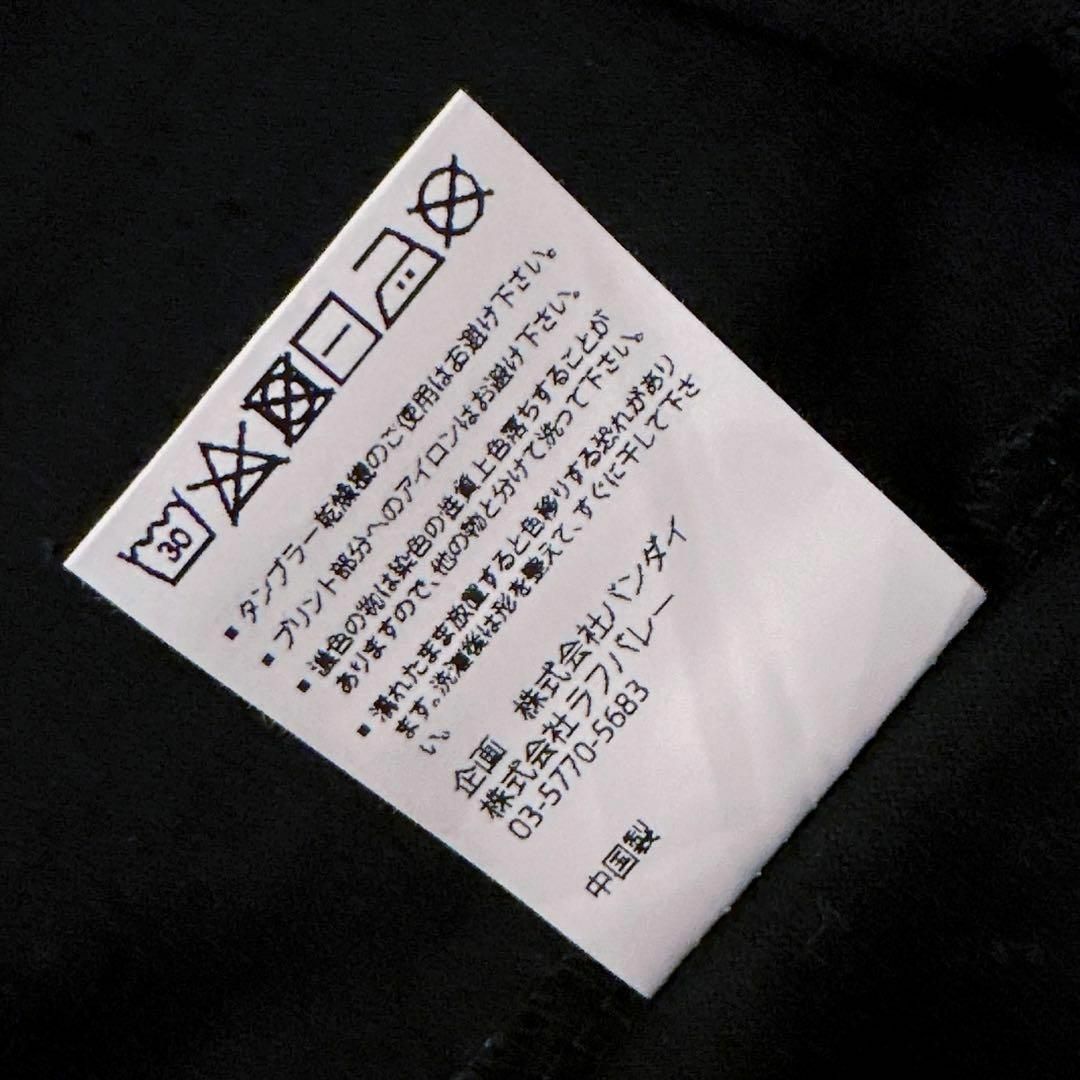 30
■ タンブラー乾燥機のご使用はお避け下さい。
■ プリント部分へのアイロンはお避け下さい。
■ 濃色の物は染色の性質上色落ちすることが
ありますので、他の物と分けて洗って下さい。
■ 濡れたまま放置すると色移りする恐れがあり
ます。洗濯後は形を整えて、すぐに干して下さ
い。
企画 株式会社バンダイ
株式会社ラフバレー
03-5770-5683
中国製